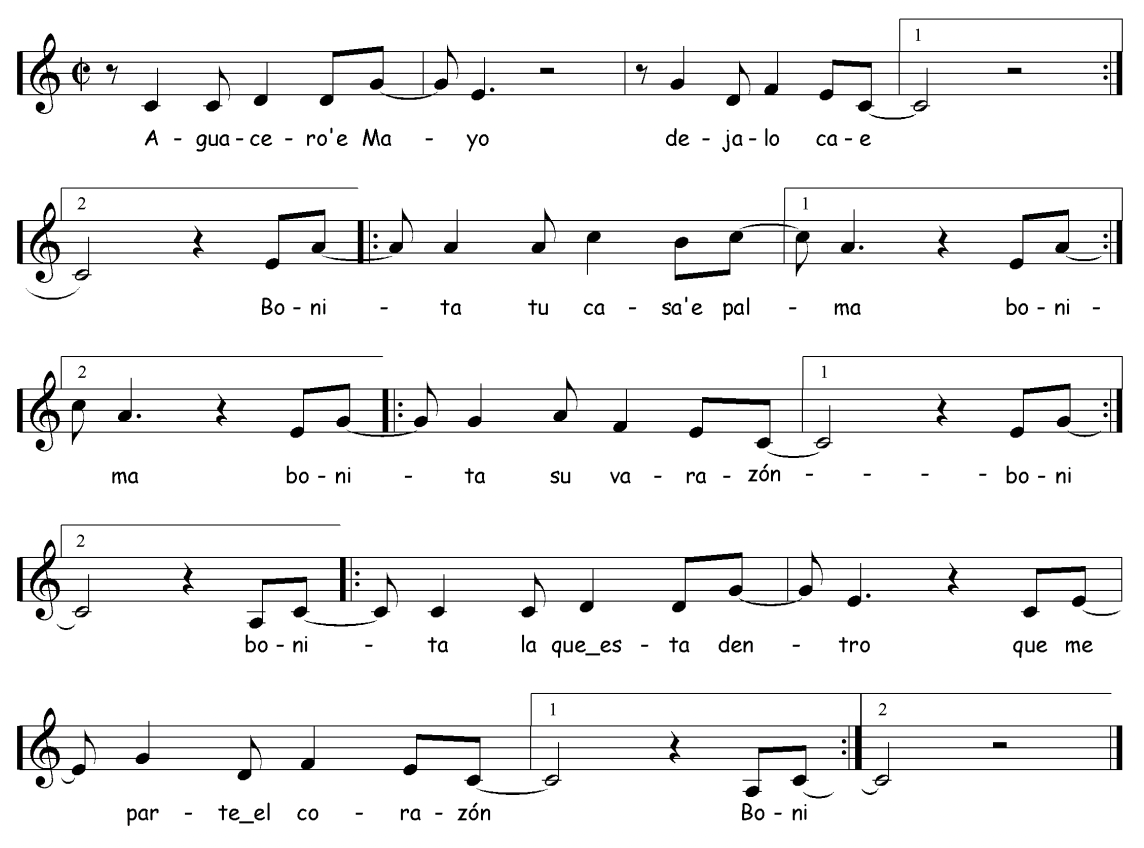 1
A - gua - ce - ro'e Ma - yo de - ja - lo ca - e
2 1
Bo - ni - ta tu ca - sa'e pal - ma bo - ni -
2 1
ma bo - ni - ta su va - ra - zón - - - - bo - ni
2
bo - ni - ta la que_es - ta den - tro que me
1 2
par - te_el co - ra - zón Bo - ni